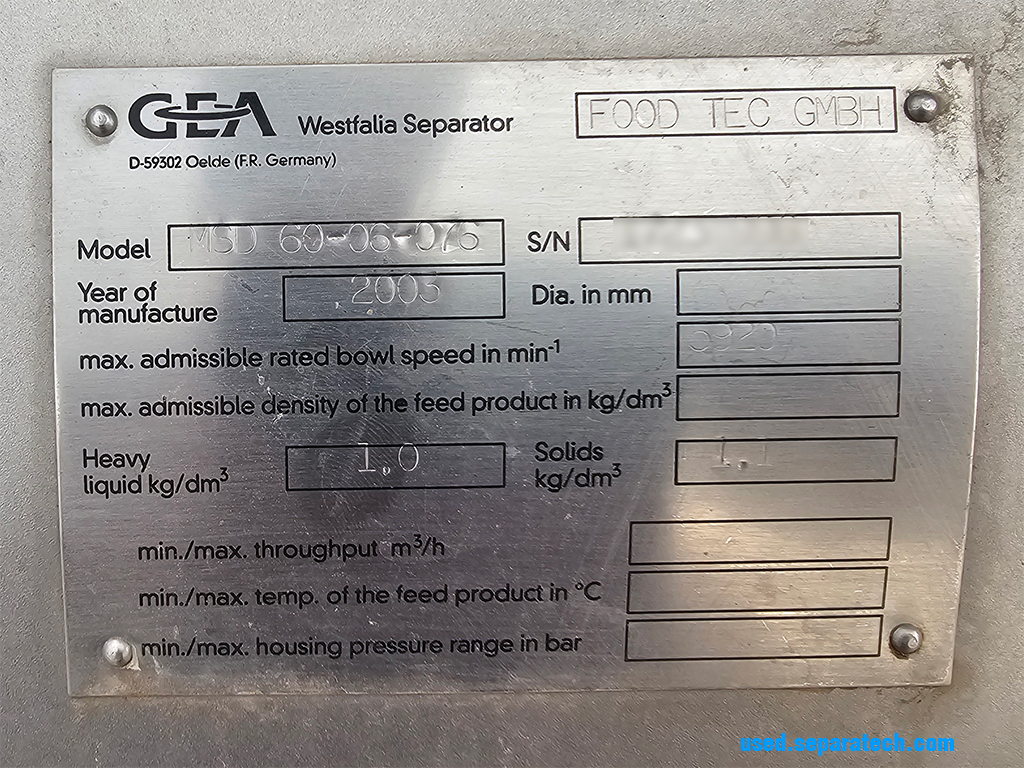 GEA Westfalia Separator FOOD TEC GMBH
D-59302 Oelde (F.R. Germany)
Model MSD 60-06-076 S/N
Year of manufacture 2003 Dia. in mm
max. admissible rated bowl speed in min⁻¹
max. admissible density of the feed product in kg/dm³
Heavy liquid kg/dm³ 1,0 Solids kg/dm³ 1,1
min./max. throughput m³/h
min./max. temp. of the feed product in °C
min./max. housing pressure range in bar
used.separatech.com